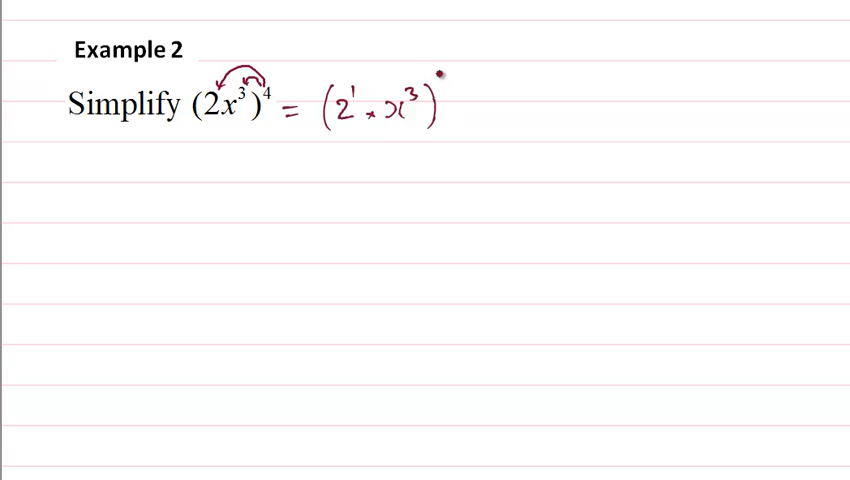 Example 2
Simplify (2x³)⁴ = (2¹ × x³)